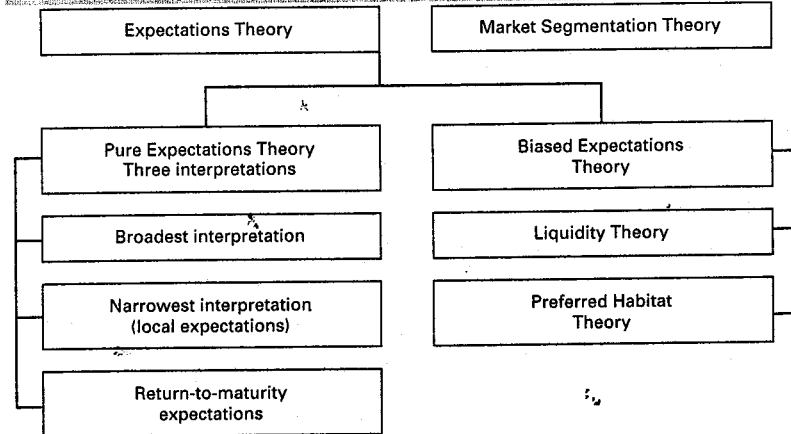 Expectations Theory
Market Segmentation Theory
Pure Expectations Theory
Three interpretations
Biased Expectations
Theory
Broadest interpretation
Liquidity Theory
Narrowest interpretation
(local expectations)
Preferred Habitat
Theory
Return-to-maturity
expectations